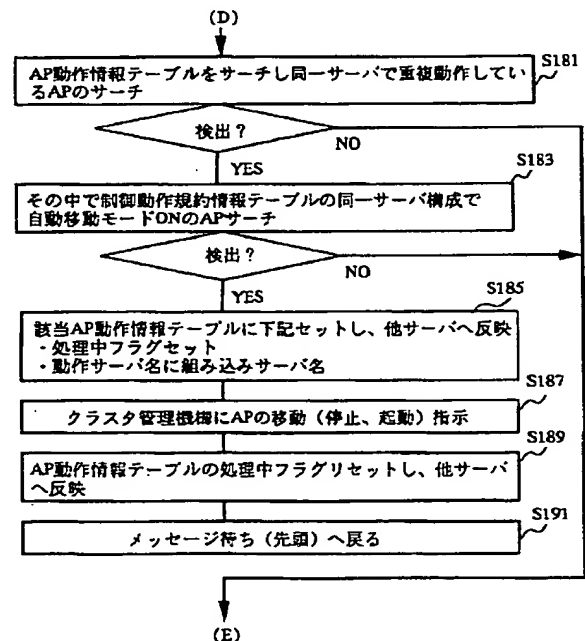 (D)
S181
AP動作情報テーブルをサーチし同一サーバで重複動作してい
るAPのサーチ
検出?
NO
YES
S183
その中で制御動作規約情報テーブルの同一サーバ構成で
自動移動モードONのAPサーチ
検出?
NO
YES
S185
該当AP動作情報テーブルに下記セットし、他サーバへ反映
・処理中フラグセット
・動作サーバ名に組み込みサーバ名
S187
クラスタ管理機構にAPの移動(停止、起動)指示
S189
AP動作情報テーブルの処理中フラグリセットし、他サーバ
へ反映
S191
メッセージ待ち(先頭)へ戻る
(E)